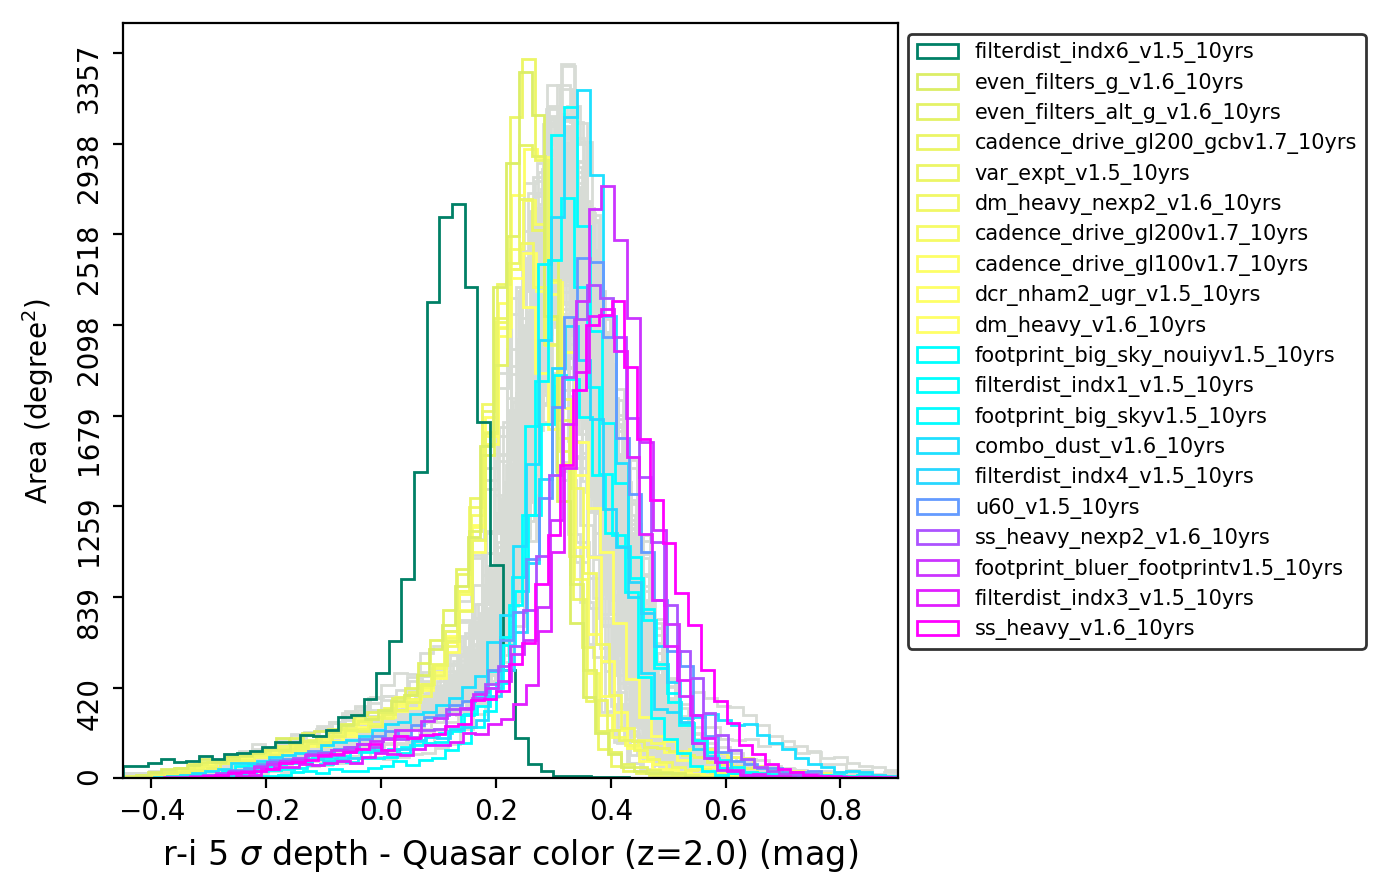 3357
2938
2518
2098
1679
1259
839
420
0
Area (degree²)
−0.4 −0.2 0.0 0.2 0.4 0.6 0.8
r-i 5 σ depth - Quasar color (z=2.0) (mag)
filterdist_indx6_v1.5_10yrs
even_filters_g_v1.6_10yrs
even_filters_alt_g_v1.6_10yrs
cadence_drive_gl200_gcbv1.7_10yrs
var_expt_v1.5_10yrs
dm_heavy_nexp2_v1.6_10yrs
cadence_drive_gl200v1.7_10yrs
cadence_drive_gl100v1.7_10yrs
dcr_nham2_ugr_v1.5_10yrs
dm_heavy_v1.6_10yrs
footprint_big_sky_nouiyv1.5_10yrs
filterdist_indx1_v1.5_10yrs
footprint_big_skyv1.5_10yrs
combo_dust_v1.6_10yrs
filterdist_indx4_v1.5_10yrs
u60_v1.5_10yrs
ss_heavy_nexp2_v1.6_10yrs
footprint_bluer_footprintv1.5_10yrs
filterdist_indx3_v1.5_10yrs
ss_heavy_v1.6_10yrs